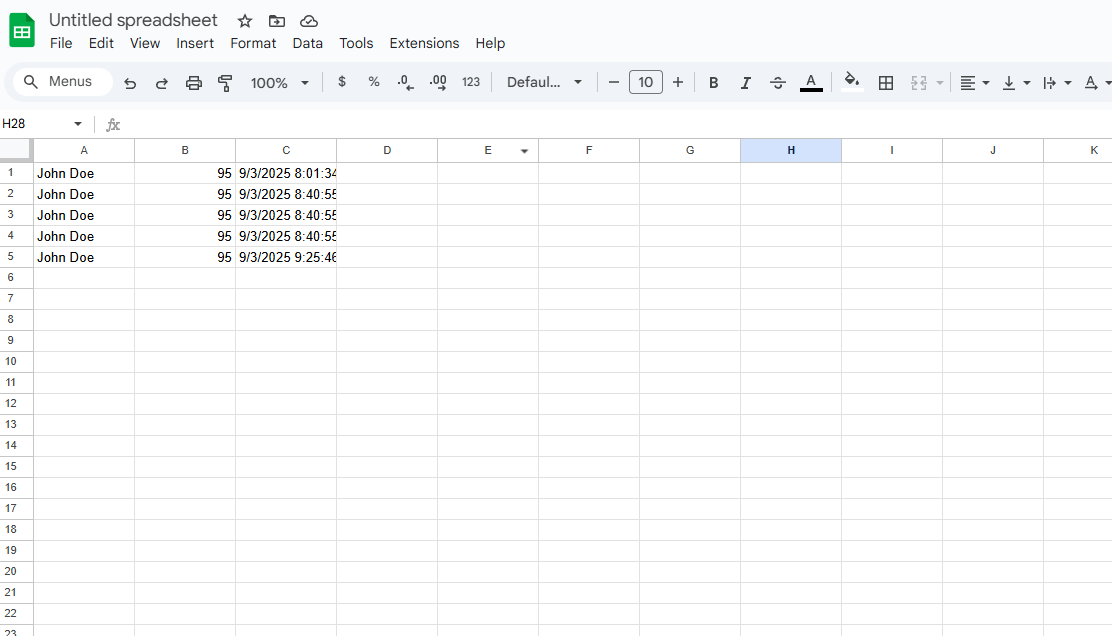 Untitled spreadsheet
File Edit View Insert Format Data Tools Extensions Help
Menus 100% $ % .0 .00 123 Defaul... 10 B I S A A
H28 fx
A B C D E F G H I J K
1 John Doe 95 9/3/2025 8:01:34
2 John Doe 95 9/3/2025 8:40:55
3 John Doe 95 9/3/2025 8:40:55
4 John Doe 95 9/3/2025 8:40:55
5 John Doe 95 9/3/2025 9:25:46
6
7
8
9
10
11
12
13
14
15
16
17
18
19
20
21
22
23